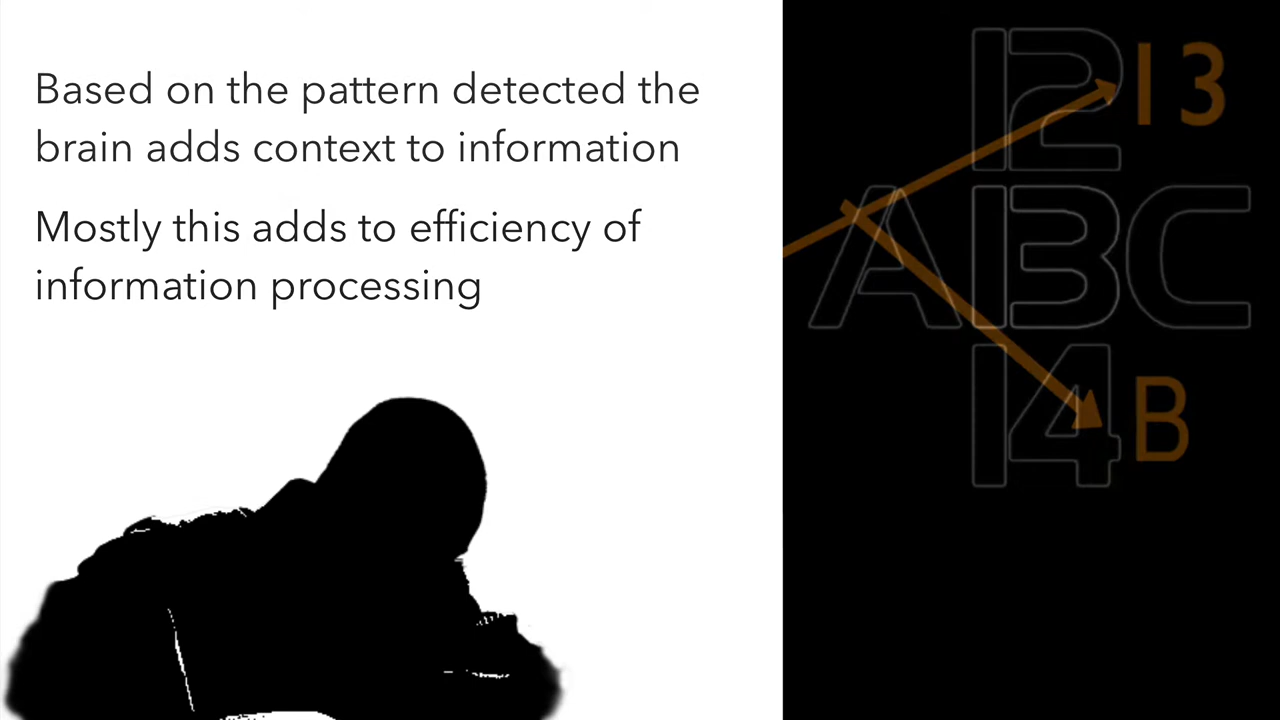 Based on the pattern detected the
brain adds context to information
Mostly this adds to efficiency of
information processing
12
13
A13C
14
B